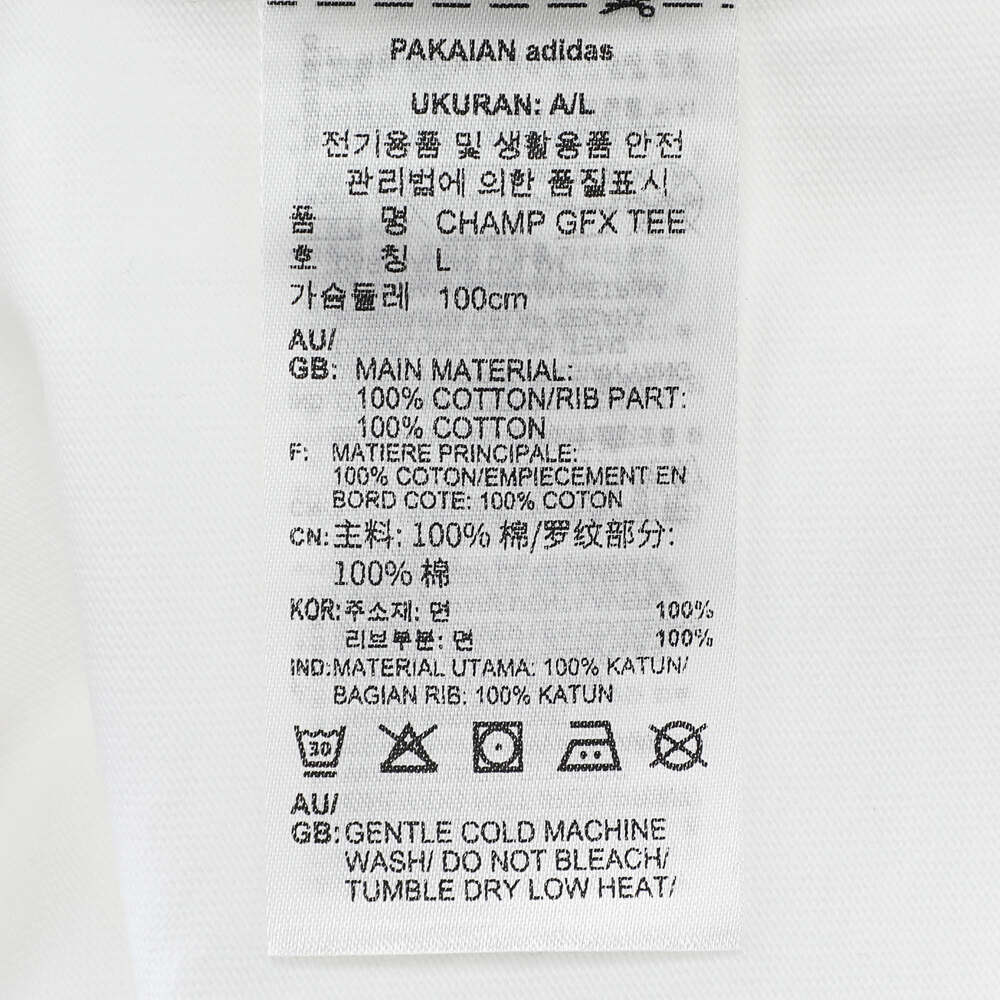 PAKAIAN adidas
UKURAN: A/L
전기용품 및 생활용품 안전
관리법에 의한 품질표시
품 명 CHAMP GFX TEE
호 칭 L
가슴둘레 100cm
AU/
GB: MAIN MATERIAL:
100% COTTON/RIB PART:
100% COTTON
F: MATIERE PRINCIPALE:
100% COTON/EMPIECEMENT EN
BORD COTE: 100% COTON
CN: 主料: 100% 棉/罗纹部分:
100% 棉
KOR: 주소재: 면 100%
리브부분: 면 100%
IND: MATERIAL UTAMA: 100% KATUN/
BAGIAN RIB: 100% KATUN
30
AU/
GB: GENTLE COLD MACHINE
WASH/ DO NOT BLEACH/
TUMBLE DRY LOW HEAT/